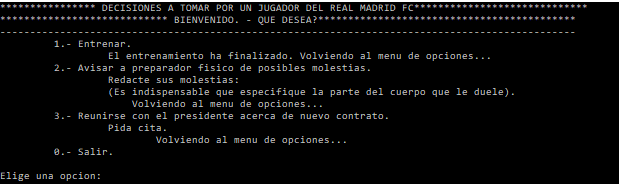 **************** DECISIONES A TOMAR POR UN JUGADOR DEL REAL MADRID FC*****************************
**************************** BIENVENIDO. - QUE DESEA?*******************************************
------------------------------------------------------------------------------------------------
1.- Entrenar.
El entrenamiento ha finalizado. Volviendo al menu de opciones...
2.- Avisar a preparador fisico de posibles molestias.
Redacte sus molestias:
(Es indispensable que especifique la parte del cuerpo que le duele).
Volviendo al menu de opciones...
3.- Reunirse con el presidente acerca de nuevo contrato.
Pida cita.
Volviendo al menu de opciones...
0.- Salir.
Elige una opcion: